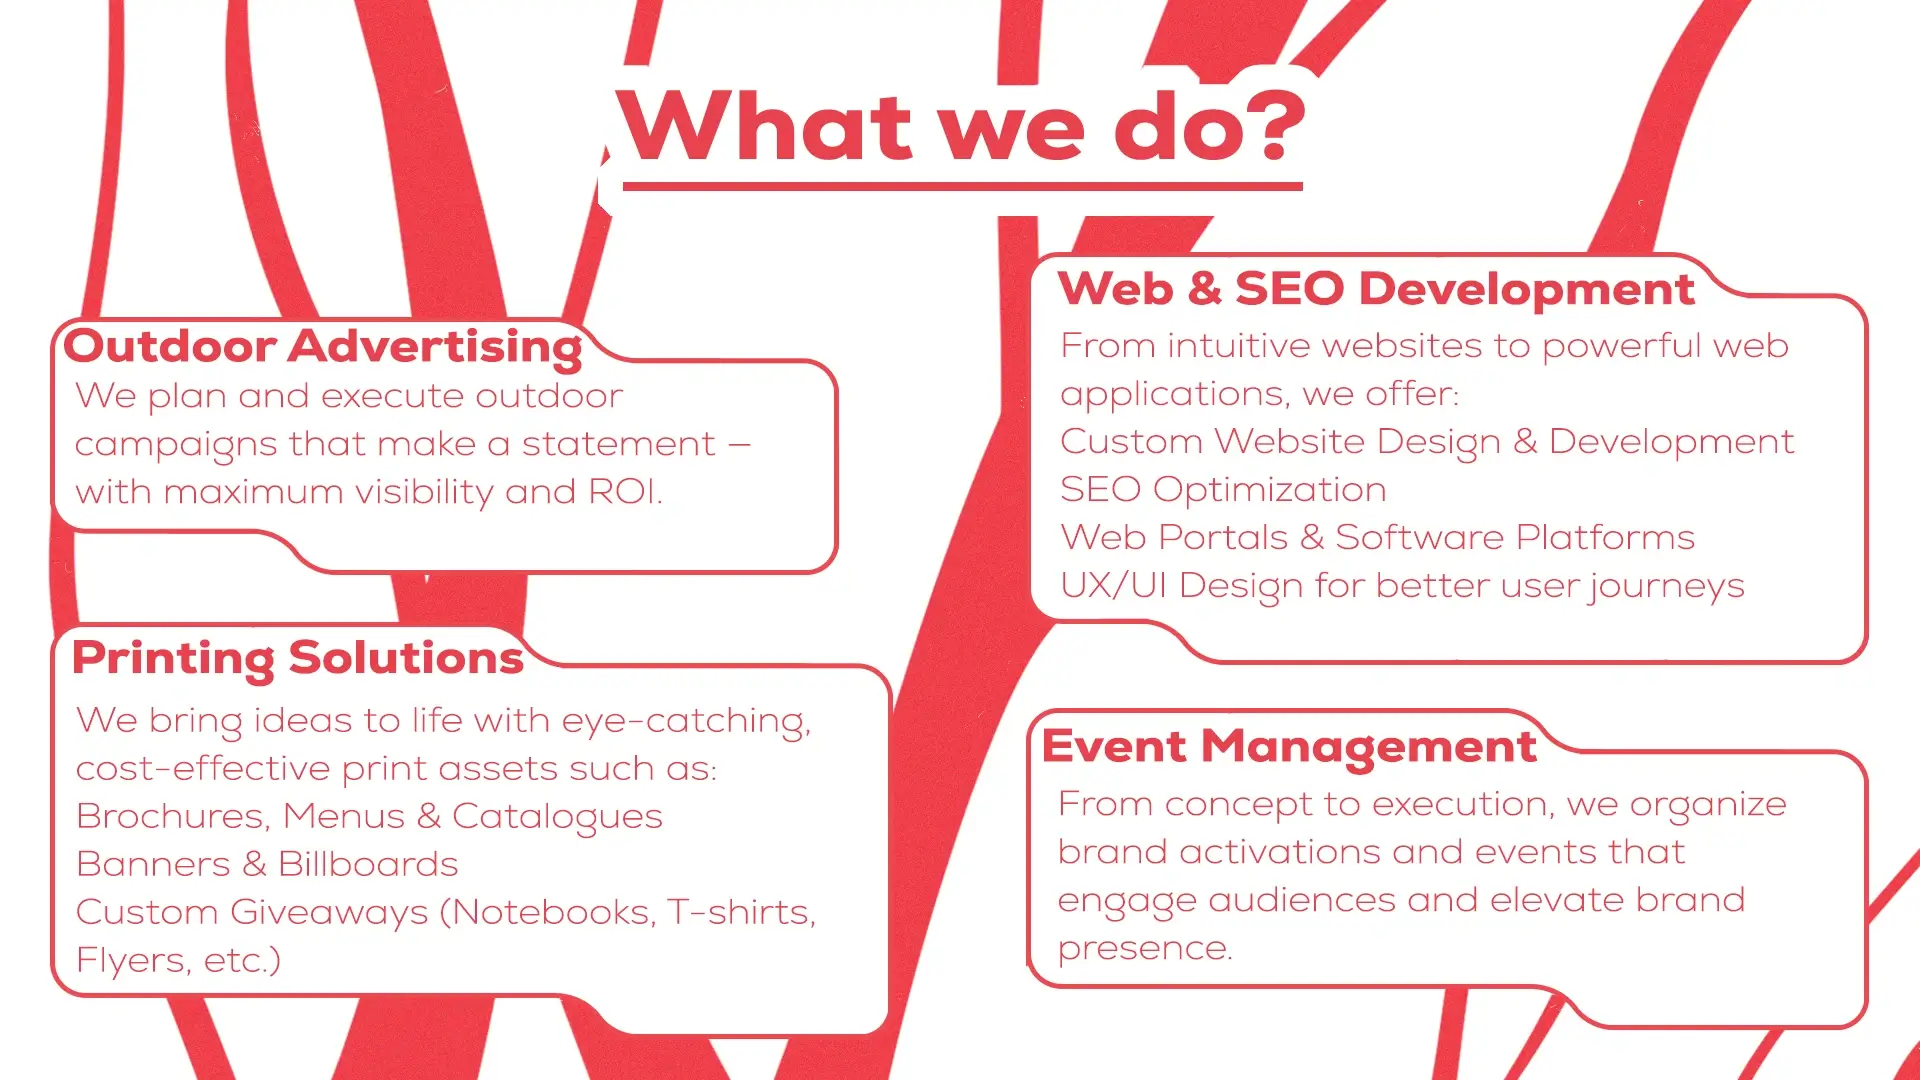 What we do?
Outdoor Advertising
We plan and execute outdoor
campaigns that make a statement —
with maximum visibility and ROI.
Printing Solutions
We bring ideas to life with eye-catching,
cost-effective print assets such as:
Brochures, Menus & Catalogues
Banners & Billboards
Custom Giveaways (Notebooks, T-shirts,
Flyers, etc.)
Web & SEO Development
From intuitive websites to powerful web
applications, we offer:
Custom Website Design & Development
SEO Optimization
Web Portals & Software Platforms
UX/UI Design for better user journeys
Event Management
From concept to execution, we organize
brand activations and events that
engage audiences and elevate brand
presence.